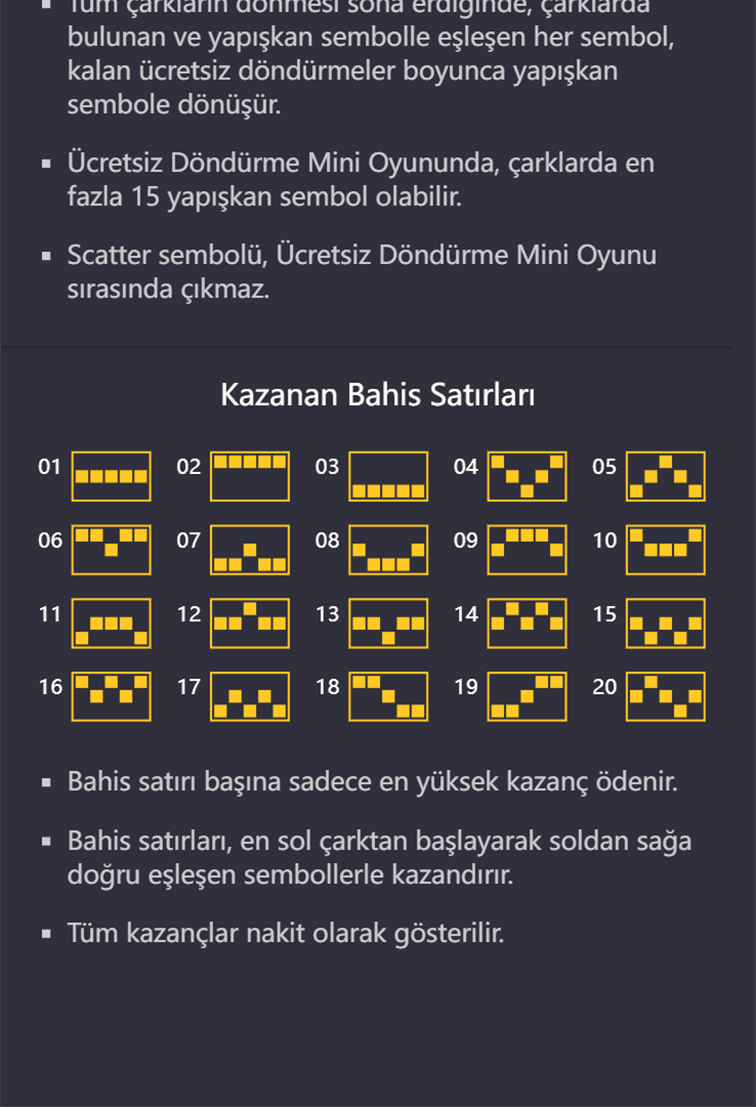 Tüm çarkların dönmesi sona erdiğinde, çarklarda
bulunan ve yapışkan sembolle eşleşen her sembol,
kalan ücretsiz döndürmeler boyunca yapışkan
sembole dönüşür.
Ücretsiz Döndürme Mini Oyununda, çarklarda en
fazla 15 yapışkan sembol olabilir.
Scatter sembolü, Ücretsiz Döndürme Mini Oyunu
sırasında çıkmaz.
Kazanan Bahis Satırları
01 02 03 04 05
06 07 08 09 10
11 12 13 14 15
16 17 18 19 20
Bahis satırı başına sadece en yüksek kazanç ödenir.
Bahis satırları, en sol çarktan başlayarak soldan sağa
doğru eşleşen sembollerle kazandırır.
Tüm kazançlar nakit olarak gösterilir.